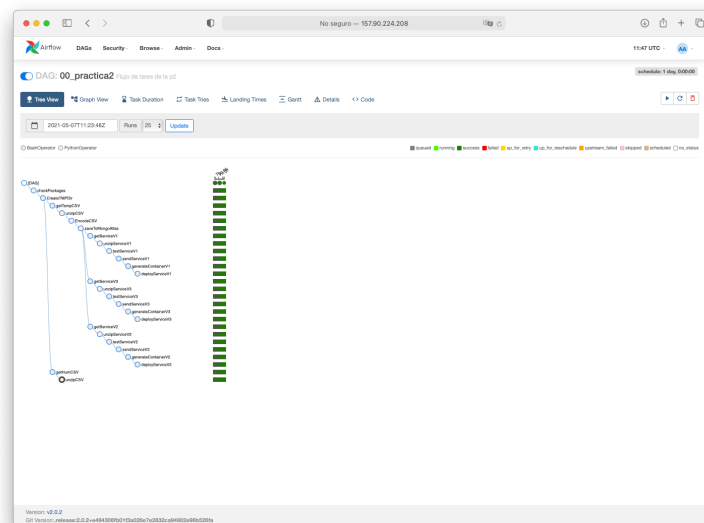 No seguro — 157.90.224.208
Airflow DAGs Security Browse Admin Docs 11:47 UTC AA
DAG: 00_practica2 Flujo de tareas de la p2
schedule: 1 day, 0:00:00
Tree View Graph View Task Duration Task Tries Landing Times Gantt Details <> Code
2021-05-07T11:23:48Z Runs 25 Update
BashOperator PythonOperator queued running success failed up_for_retry up_for_reschedule upstream_failed skipped scheduled no_status
[DAG]
checkPackages
CreateTMPDir
getTempCSV
unzipCSV
EncodeCSV
saveToMongoAtlas
getServiceV1
unzipServiceV1
testServiceV1
sendServiceV1
generateContainerV1
deployServiceV1
getServiceV3
unzipServiceV3
testServiceV3
sendServiceV3
generateContainerV3
deployServiceV3
getServiceV2
unzipServiceV2
testServiceV2
sendServiceV2
generateContainerV2
deployServiceV2
getHumCSV
unzipCSV
Version: v2.0.2
Git Version: